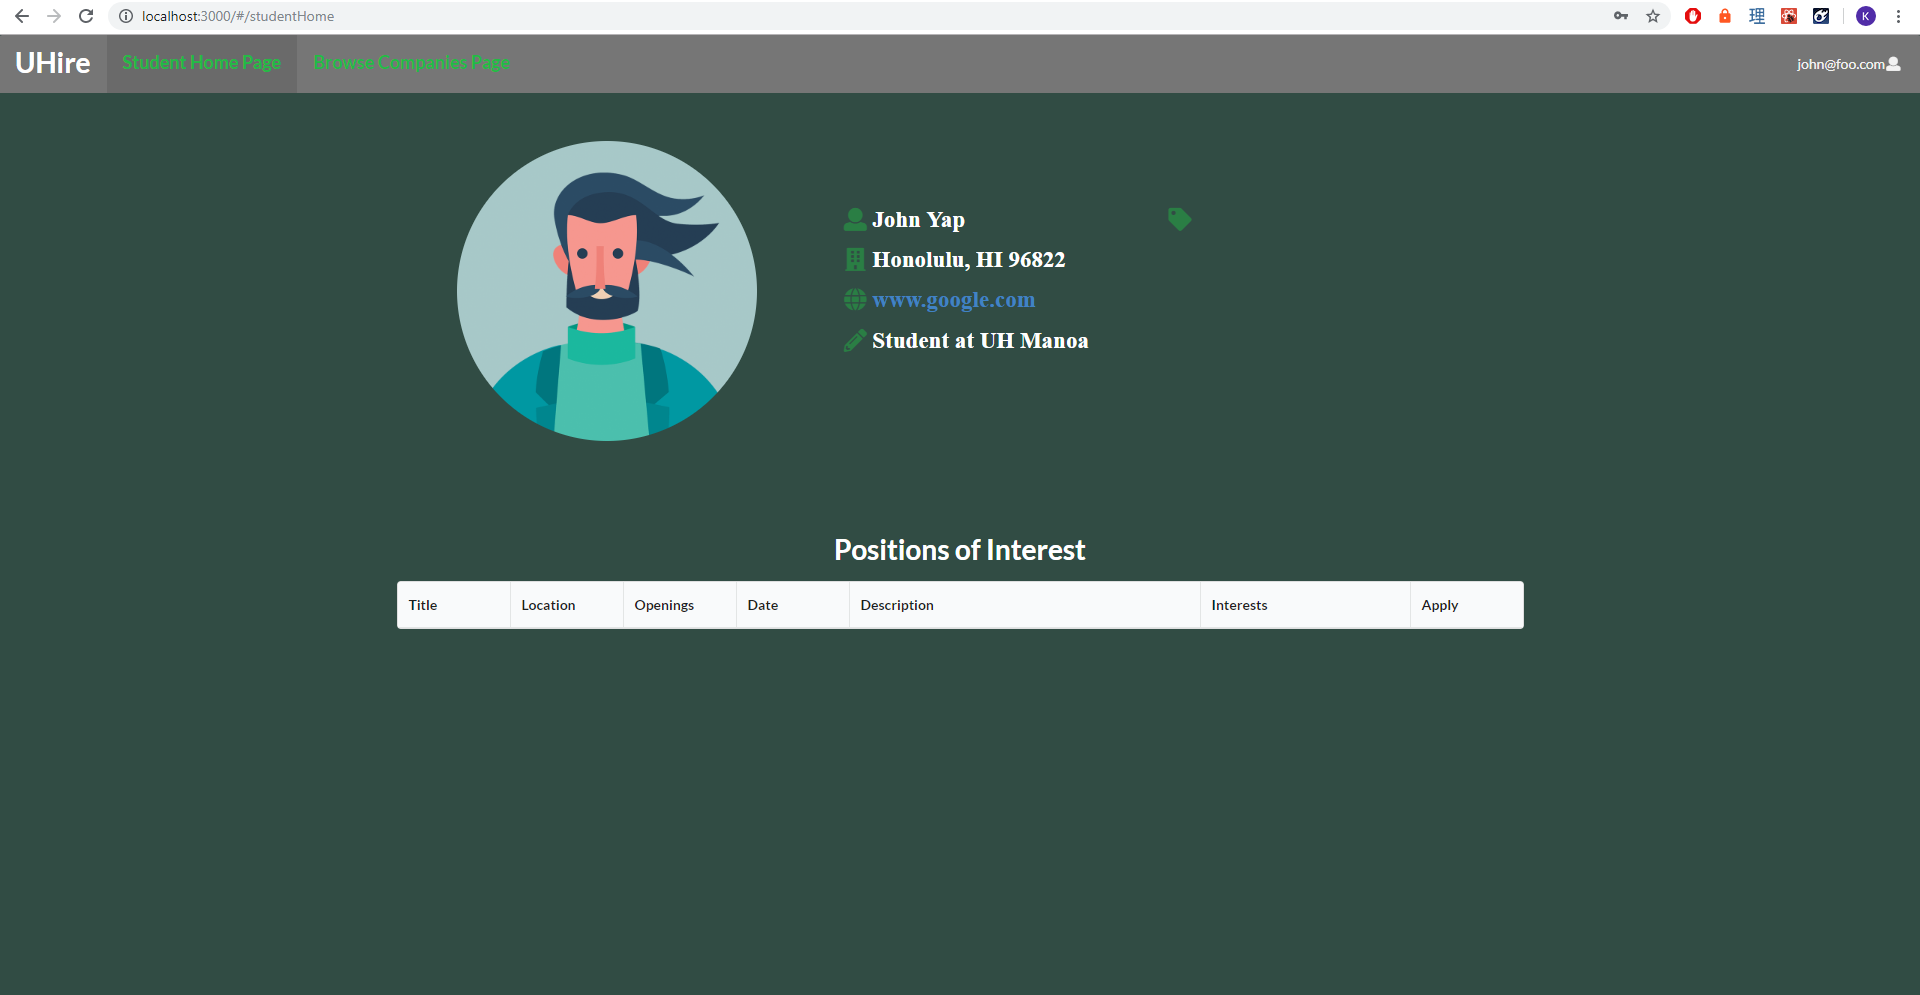 localhost:3000/#/studentHome
理
K
UHire
Student Home Page
Browse Companies Page
john@foo.com
John Yap
Honolulu, HI 96822
www.google.com
Student at UH Manoa
Positions of Interest
Title Location Openings Date Description Interests Apply